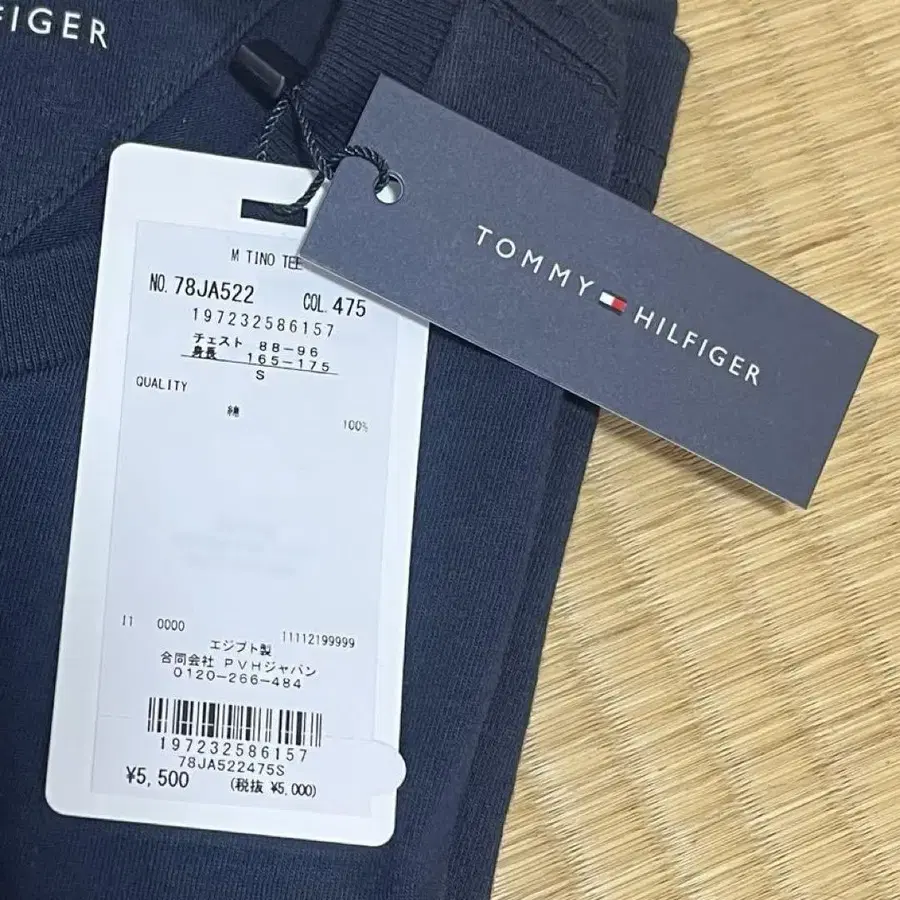 FIGER
TOMMY HILFIGER
M TINO TEE
NO. 78JA522 COL. 475
197232586157
チェスト 88-96
身長 165-175
S
QUALITY
綿 100%
11 0000 11112199999
エジプト製
合同会社 PVHジャパン
0120-266-484
197232586157
78JA522475S
¥5,500 (税抜 ¥5,000)